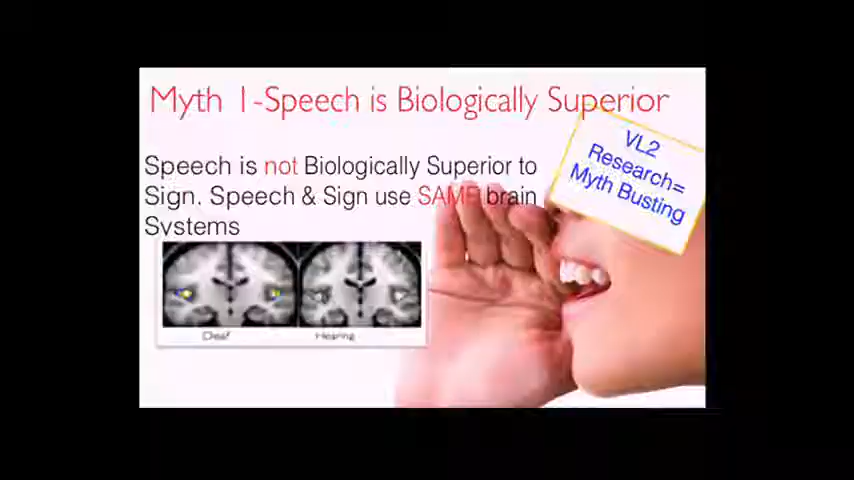 Myth 1-Speech is Biologically Superior
VL2
Research=
Myth Busting
Speech is not Biologically Superior to
Sign. Speech & Sign use SAME brain
Systems
Deaf
Hearing